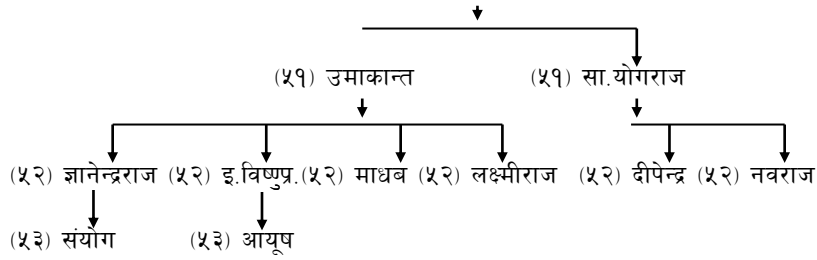 (५१) उमाकान्त (५१) सा.योगराज
(५२) ज्ञानेन्द्रराज (५२) इ.विष्णुप्र.(५२) माधब (५२) लक्ष्मीराज (५२) दीपेन्द्र (५२) नवराज
(५३) संयोग (५३) आयूष